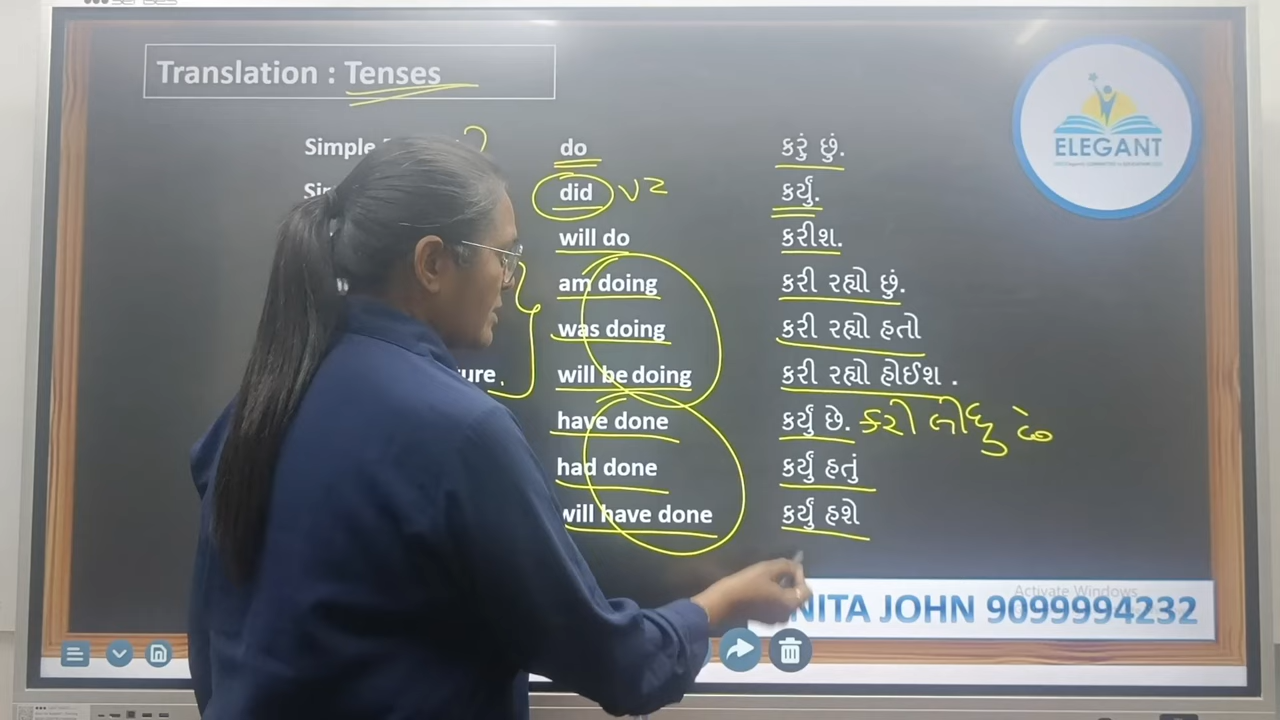 Translation : Tenses
ELEGANT
Simple
do
કરું છું.
did
V2
કર્યું.
will do
કરીશ.
am doing
કરી રહ્યો છું.
was doing
કરી રહ્યો હતો
will be doing
કરી રહ્યો હોઈશ .
have done
કર્યું છે. કરી લીધુ છે
had done
કર્યું હતું
will have done
કર્યું હશે
Activate Windows
NITA JOHN 9099994232